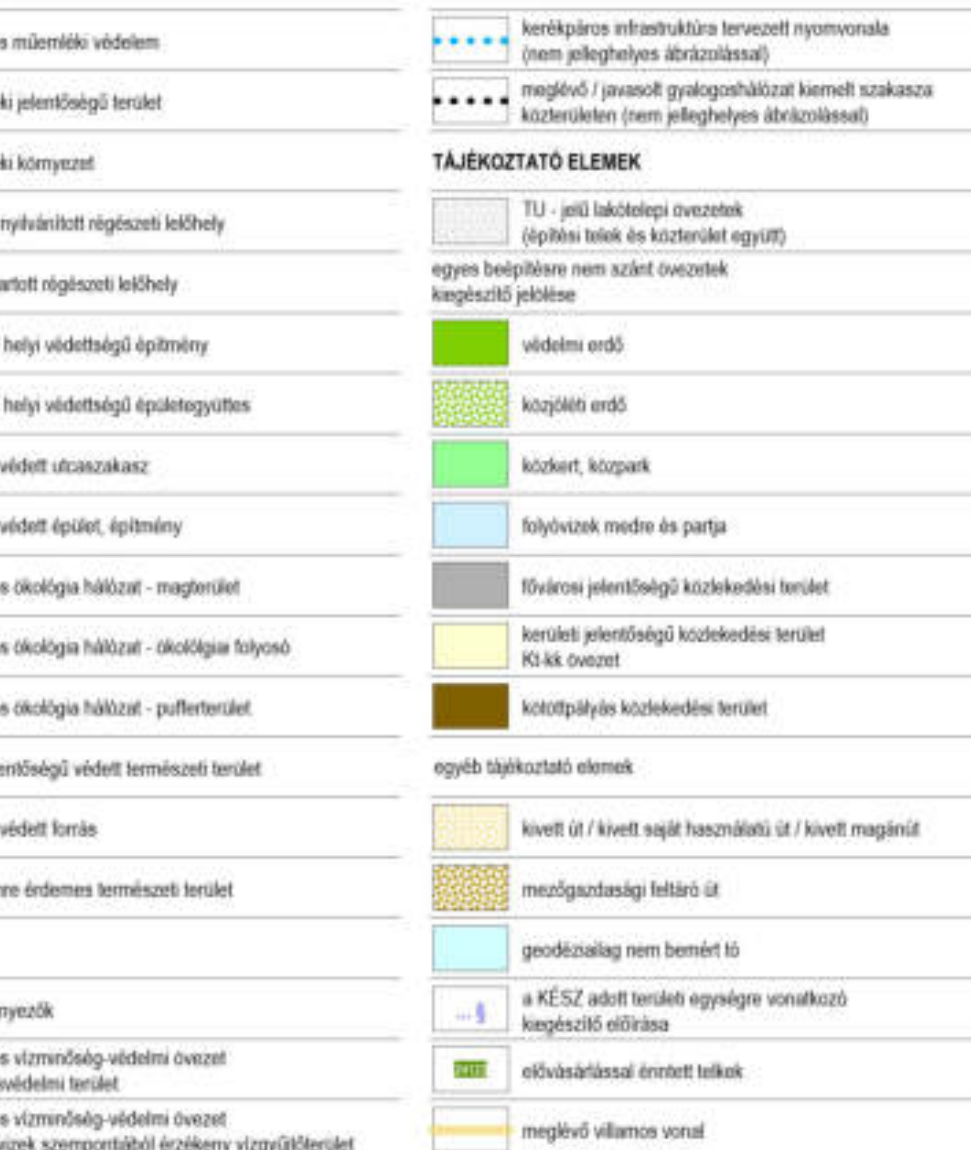 s műemléki védelem
ki jelentőségű terület
ki környezet
nyilvánított régészeti lelőhely
artott régészeti lelőhely
helyi védettségű építmény
helyi védettségű épületegyüttes
védett utcaszakasz
védett épület, építmény
s ökológia hálózat - magterület
s ökológia hálózat - ökolólgiai folyosó
s ökológia hálózat - pufferterület
entőségű védett természeti terület
védett forrás
re érdemes természeti terület
nyezők
s vízminőség-védelmi övezet
védelmi terület
s vízminőség-védelmi övezet
vizek szempontából érzékeny vízgyűjtőterület
kerékpáros infrastruktúra tervezett nyomvonala
(nem jelleghelyes ábrázolással)
meglévő / javasolt gyalogoshálózat kiemelt szakasza
közterületen (nem jelleghelyes ábrázolással)
TÁJÉKOZTATÓ ELEMEK
TU - jelű lakótelepi övezetek
(építési telek és közterület együtt)
egyes beépítésre nem szánt övezetek
kiegészítő jelölése
védelmi erdő
közjóléti erdő
közkert, közpark
folyóvizek medre és partja
fővárosi jelentőségű közlekedési terület
kerületi jelentőségű közlekedési terület
Kt-kk övezet
kötöttpályás közlekedési terület
egyéb tájékoztató elemek
kivett út / kivett saját használatú út / kivett magánút
mezőgazdasági feltáró út
geodéziailag nem bemért tó
... §
a KÉSZ adott területi egységre vonatkozó
kiegészítő előírása
elővásárlással érintett telkek
meglévő villamos vonal